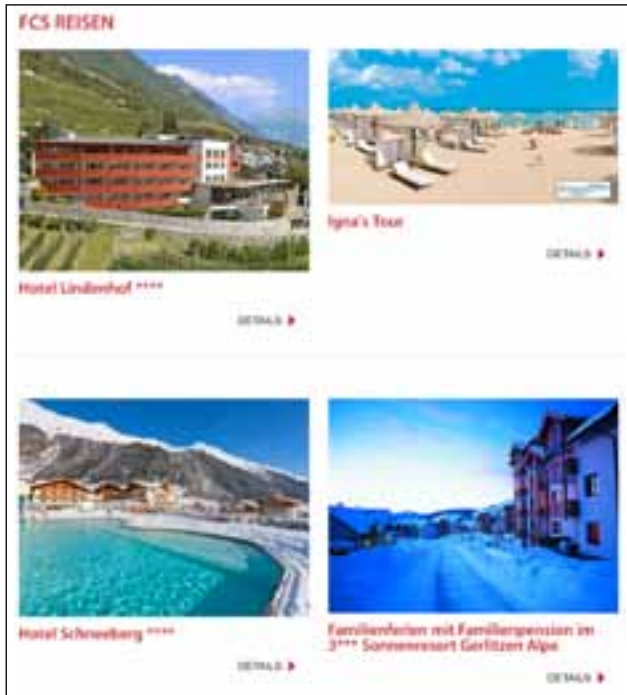 FCS REISEN
Igna's Tour
DETAILS
Hotel Lindenhof ****
DETAILS
Hotel Schneeberg ****
DETAILS
Familienferien mit Familienpension im
3*** Sonnenresort Gerlitzen Alpe
DETAILS